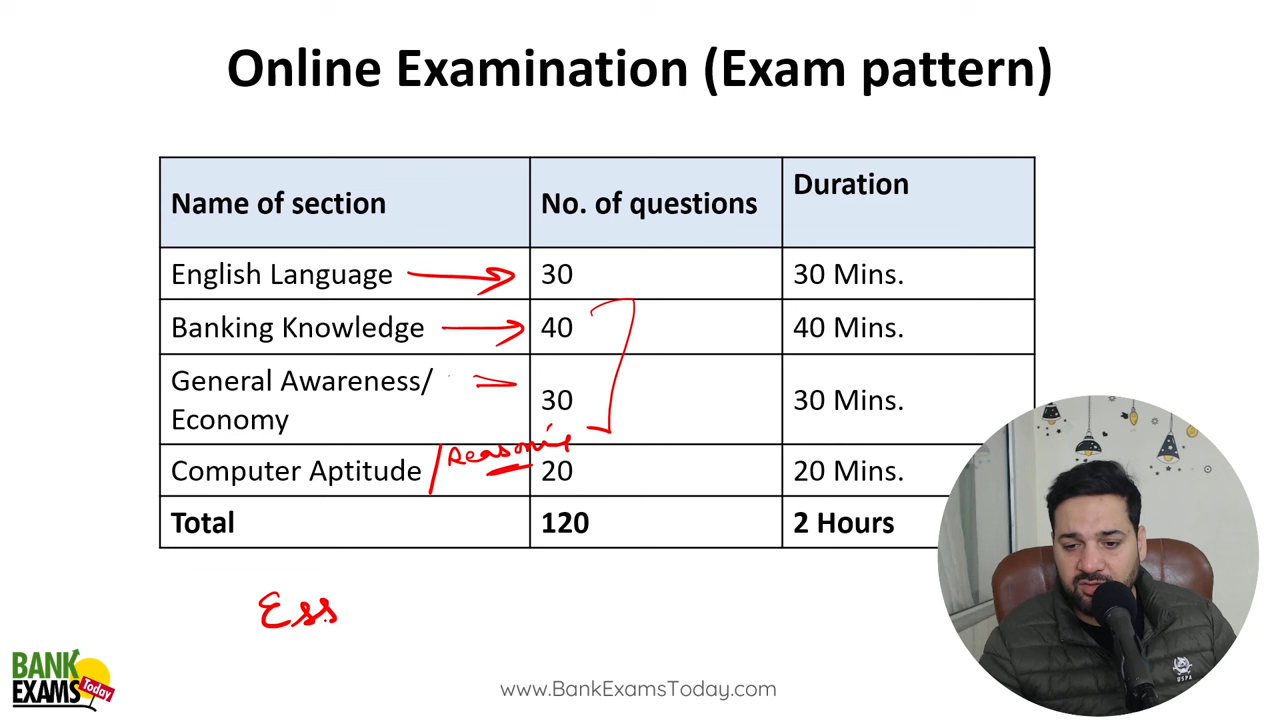 Online Examination (Exam pattern)
Name of section No. of questions Duration
English Language 30 30 Mins.
Banking Knowledge 40 40 Mins.
General Awareness/
Economy 30 30 Mins.
Computer Aptitude / Reasoning 20 20 Mins.
Total 120 2 Hours
Ess
BANK
EXAMS
Today
www.BankExamsToday.com
USPA